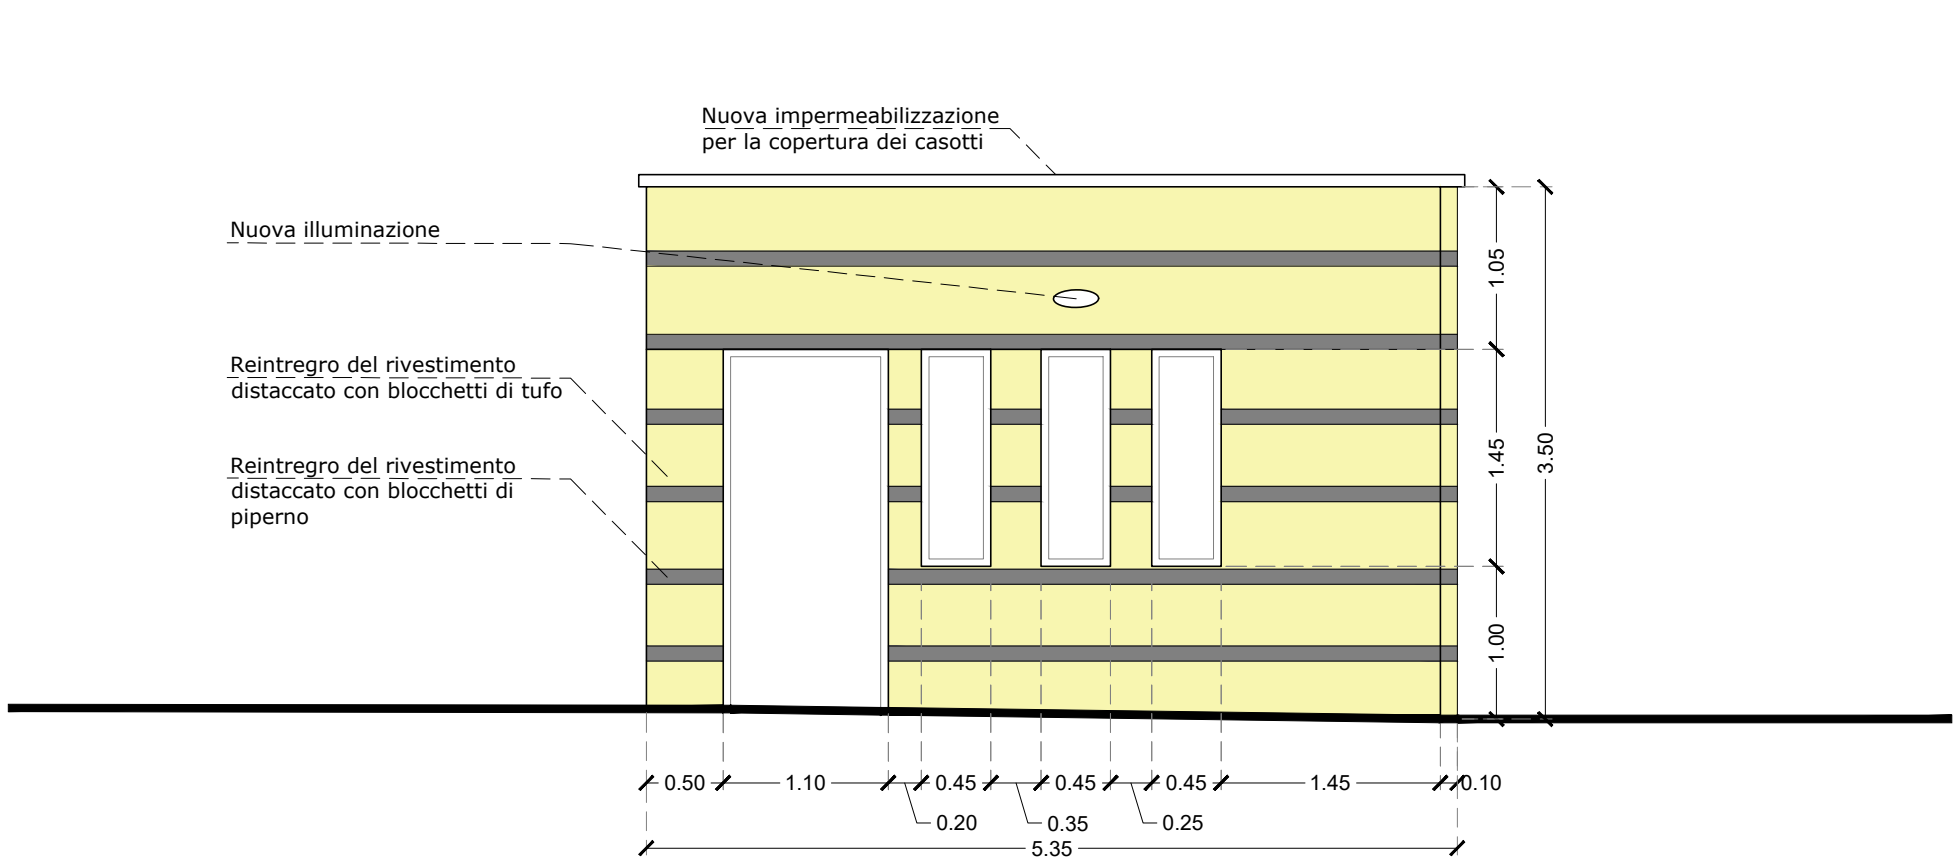 Nuova impermeabilizzazione
per la copertura dei casotti
Nuova illuminazione
Reintregro del rivestimento
distaccato con blocchetti di tufo
Reintregro del rivestimento
distaccato con blocchetti di
piperno
1.05
1.45
3.50
1.00
0.50
1.10
0.45
0.45
0.45
1.45
0.10
0.20
0.35
0.25
5.35